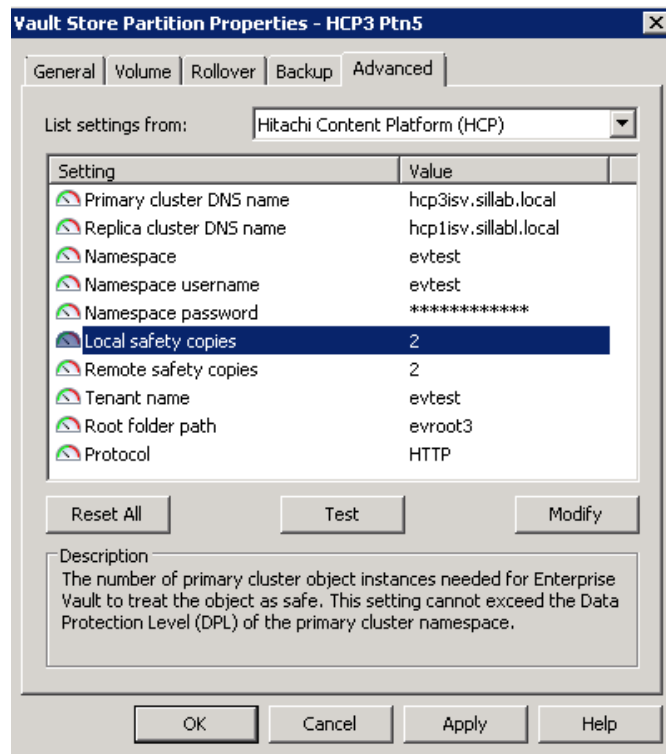 Vault Store Partition Properties - HCP3 Ptn5
General Volume Rollover Backup Advanced
List settings from: Hitachi Content Platform (HCP)
Setting Value
Primary cluster DNS name hcp3isv.sillab.local
Replica cluster DNS name hcp1isv.sillabl.local
Namespace evtest
Namespace username evtest
Namespace password ************
Local safety copies 2
Remote safety copies 2
Tenant name evtest
Root folder path evroot3
Protocol HTTP
Reset All Test Modify
Description
The number of primary cluster object instances needed for Enterprise
Vault to treat the object as safe. This setting cannot exceed the Data
Protection Level (DPL) of the primary cluster namespace.
OK Cancel Apply Help